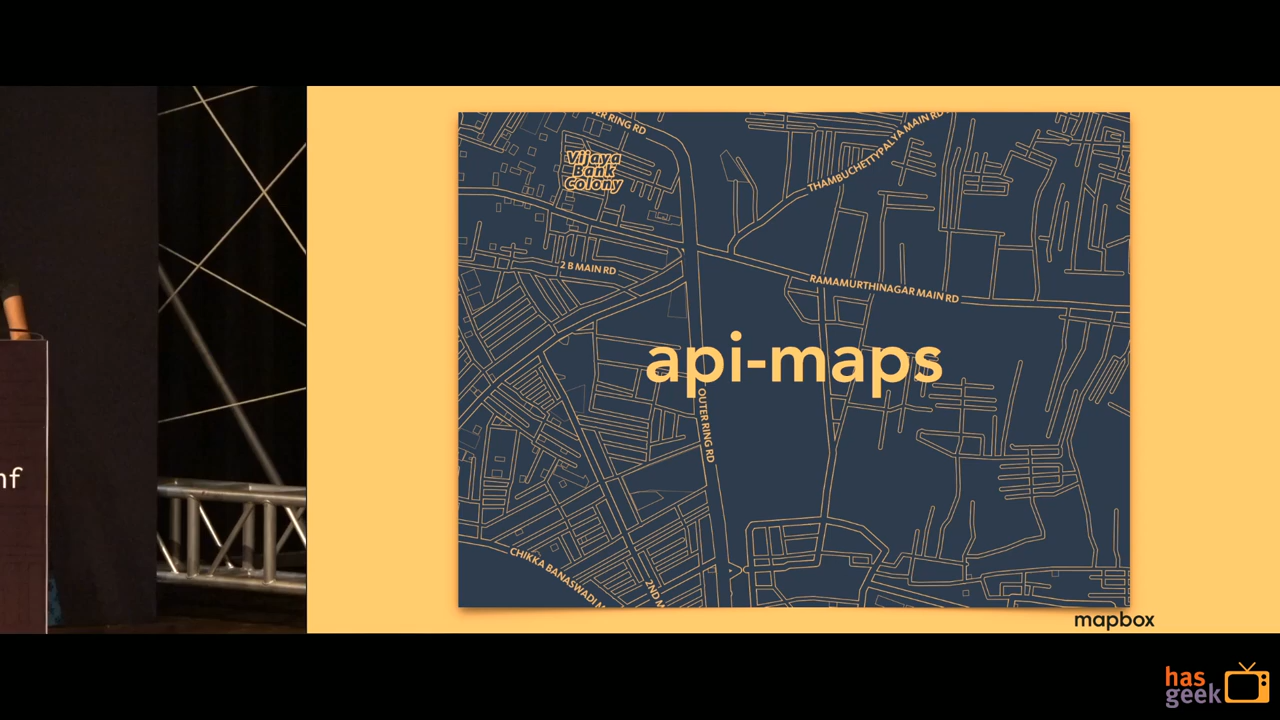 OUTER RING RD
THAMBUCHETTYPALYA MAIN RD
Vijaya
Bank
Colony
2 B MAIN RD
RAMAMURTHINAGAR MAIN RD
api-maps
OUTER RING RD
CHIKKA BANASWADI M
2ND M
nf
mapbox
has
geek